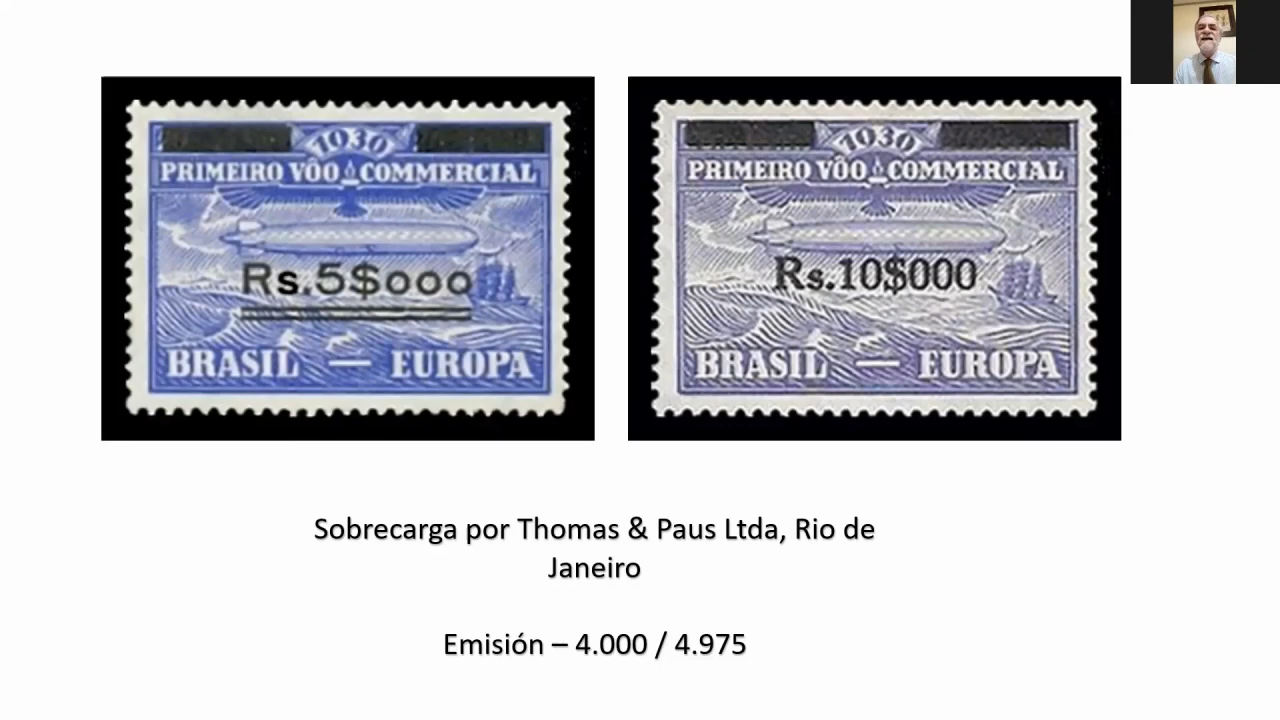 1930
PRIMEIRO VÔO COMMERCIAL
Rs.5$000
BRASIL — EUROPA
1930
PRIMEIRO VÔO COMMERCIAL
Rs.10$000
BRASIL — EUROPA
Sobrecarga por Thomas & Paus Ltda, Rio de
Janeiro
Emisión – 4.000 / 4.975